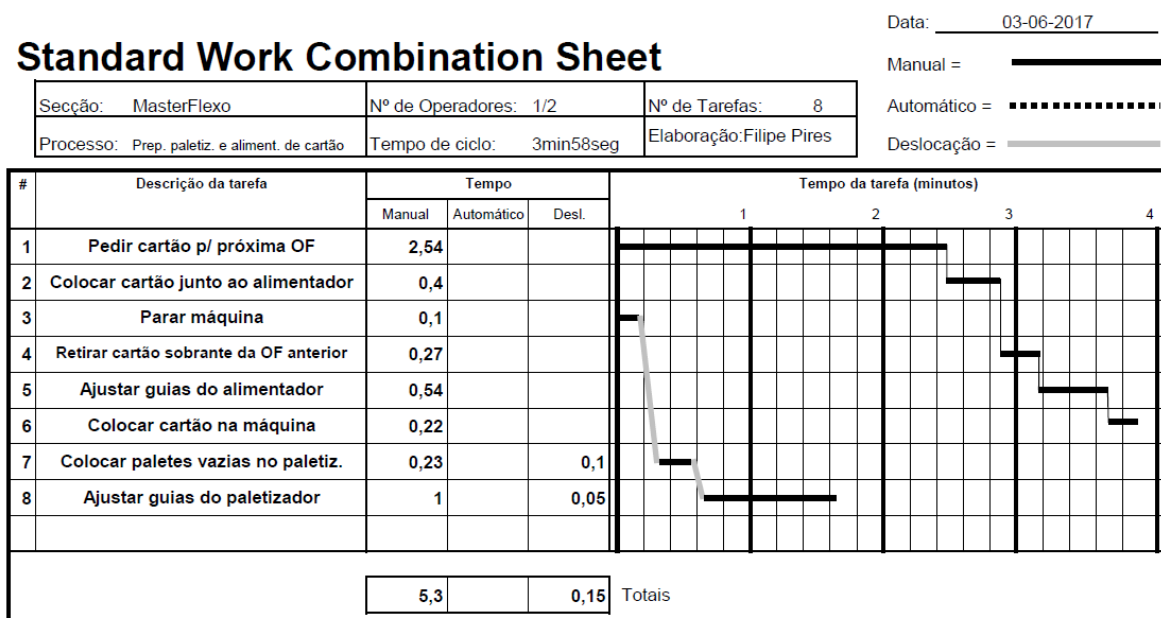 Data: 03-06-2017
Standard Work Combination Sheet
Manual =
Secção: MasterFlexo Nº de Operadores: 1/2 Nº de Tarefas: 8
Automático =
Processo: Prep. paletiz. e aliment. de cartão Tempo de ciclo: 3min58seg Elaboração:Filipe Pires
Deslocação =
# Descrição da tarefa Tempo Tempo da tarefa (minutos)
Manual Automático Desl. 1 2 3 4
1 Pedir cartão p/ próxima OF 2,54
2 Colocar cartão junto ao alimentador 0,4
3 Parar máquina 0,1
4 Retirar cartão sobrante da OF anterior 0,27
5 Ajustar guias do alimentador 0,54
6 Colocar cartão na máquina 0,22
7 Colocar paletes vazias no paletiz. 0,23 0,1
8 Ajustar guias do paletizador 1 0,05
5,3 0,15 Totais